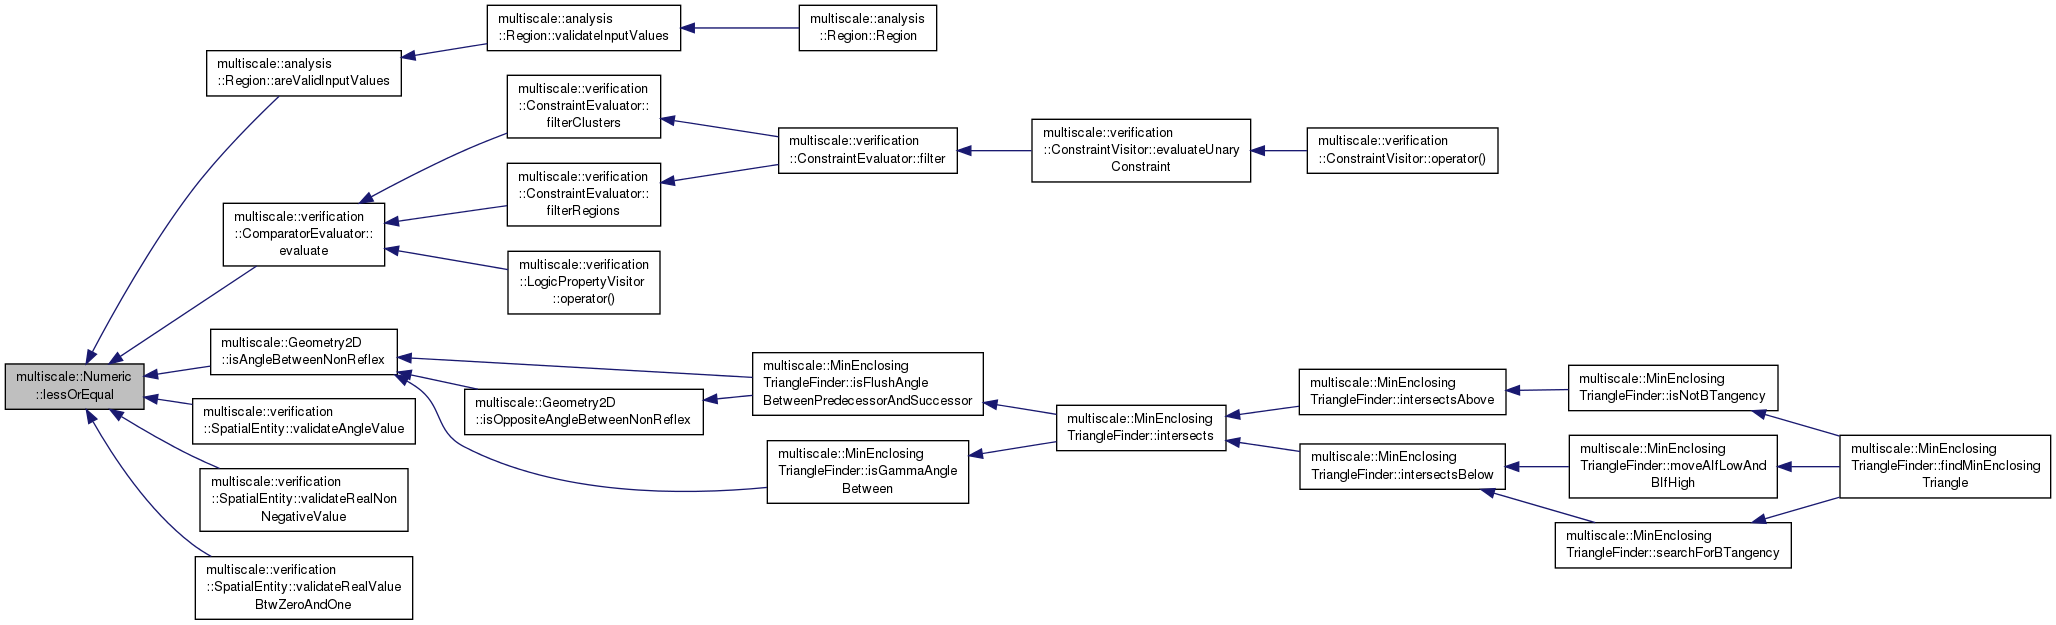 multiscale::analysis
::Region::validateInputValues
multiscale::analysis
::Region::Region
multiscale::analysis
::Region::areValidInputValues
multiscale::verification
::ConstraintEvaluator::
filterClusters
multiscale::verification
::ConstraintEvaluator::filter
multiscale::verification
::ConstraintVisitor::evaluateUnary
Constraint
multiscale::verification
::ConstraintVisitor::operator()
multiscale::verification
::ConstraintEvaluator::
filterRegions
multiscale::verification
::ComparatorEvaluator::
evaluate
multiscale::verification
::LogicPropertyVisitor
::operator()
multiscale::Numeric
::lessOrEqual
multiscale::Geometry2D
::isAngleBetweenNonReflex
multiscale::MinEnclosing
TriangleFinder::isFlushAngle
BetweenPredecessorAndSuccessor
multiscale::Geometry2D
::isOppositeAngleBetweenNonReflex
multiscale::MinEnclosing
TriangleFinder::intersects
multiscale::MinEnclosing
TriangleFinder::intersectsAbove
multiscale::MinEnclosing
TriangleFinder::isNotBTangency
multiscale::verification
::SpatialEntity::validateAngleValue
multiscale::MinEnclosing
TriangleFinder::isGammaAngle
Between
multiscale::MinEnclosing
TriangleFinder::intersectsBelow
multiscale::MinEnclosing
TriangleFinder::moveAIfLowAnd
BIfHigh
multiscale::MinEnclosing
TriangleFinder::findMinEnclosing
Triangle
multiscale::verification
::SpatialEntity::validateRealNon
NegativeValue
multiscale::MinEnclosing
TriangleFinder::searchForBTangency
multiscale::verification
::SpatialEntity::validateRealValue
BtwZeroAndOne